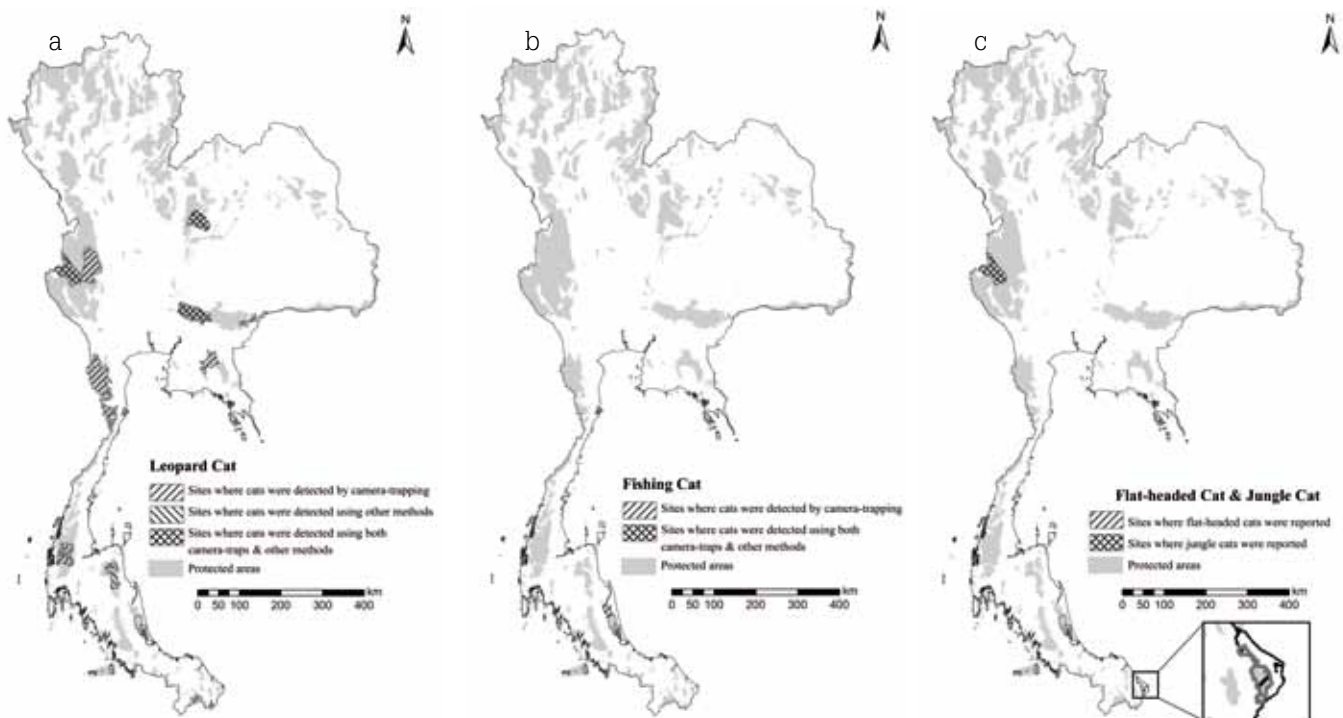 a
N
Leopard Cat
Sites where cats were detected by camera-trapping
Sites where cats were detected using other methods
Sites where cats were detected using both
camera-traps & other methods
Protected areas
km
0 50 100 200 300 400
b
N
Fishing Cat
Sites where cats were detected by camera-trapping
Sites where cats were detected using both
camera-traps & other methods
Protected areas
km
0 50 100 200 300 400
c
N
Flat-headed Cat & Jungle Cat
Sites where flat-headed cats were reported
Sites where jungle cats were reported
Protected areas
km
0 50 100 200 300 400